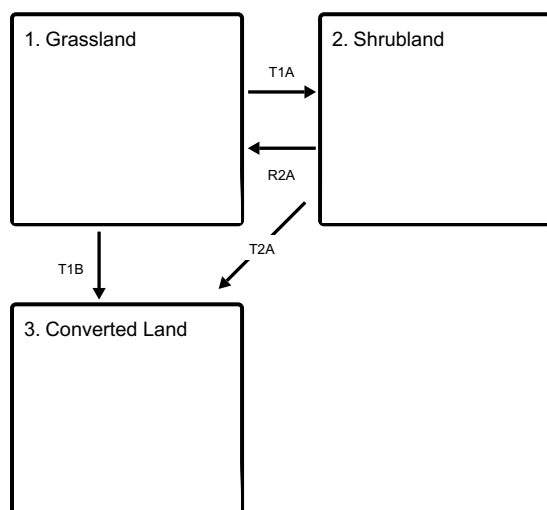 1. Grassland
2. Shrubland
T1A
R2A
T1B
T2A
3. Converted Land